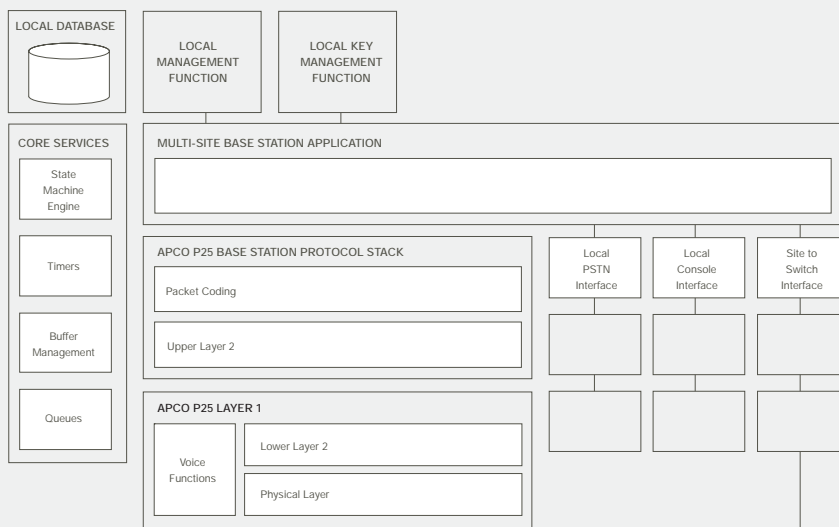 LOCAL DATABASE
LOCAL
MANAGEMENT
FUNCTION
LOCAL KEY
MANAGEMENT
FUNCTION
CORE SERVICES
State
Machine
Engine
Timers
Buffer
Management
Queues
MULTI-SITE BASE STATION APPLICATION
APCO P25 BASE STATION PROTOCOL STACK
Packet Coding
Upper Layer 2
Local
PSTN
Interface
Local
Console
Interface
Site to
Switch
Interface
APCO P25 LAYER 1
Voice
Functions
Lower Layer 2
Physical Layer